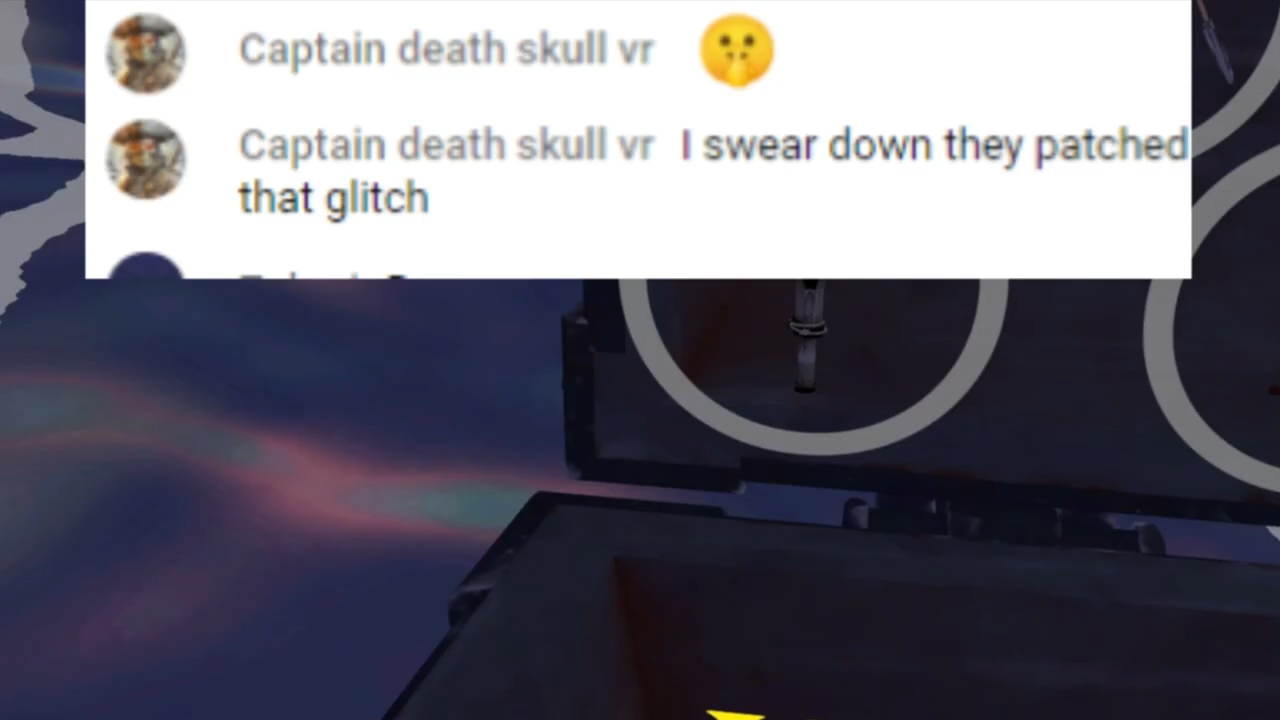 Captain death skull vr 🤫
Captain death skull vr I swear down they patched
that glitch